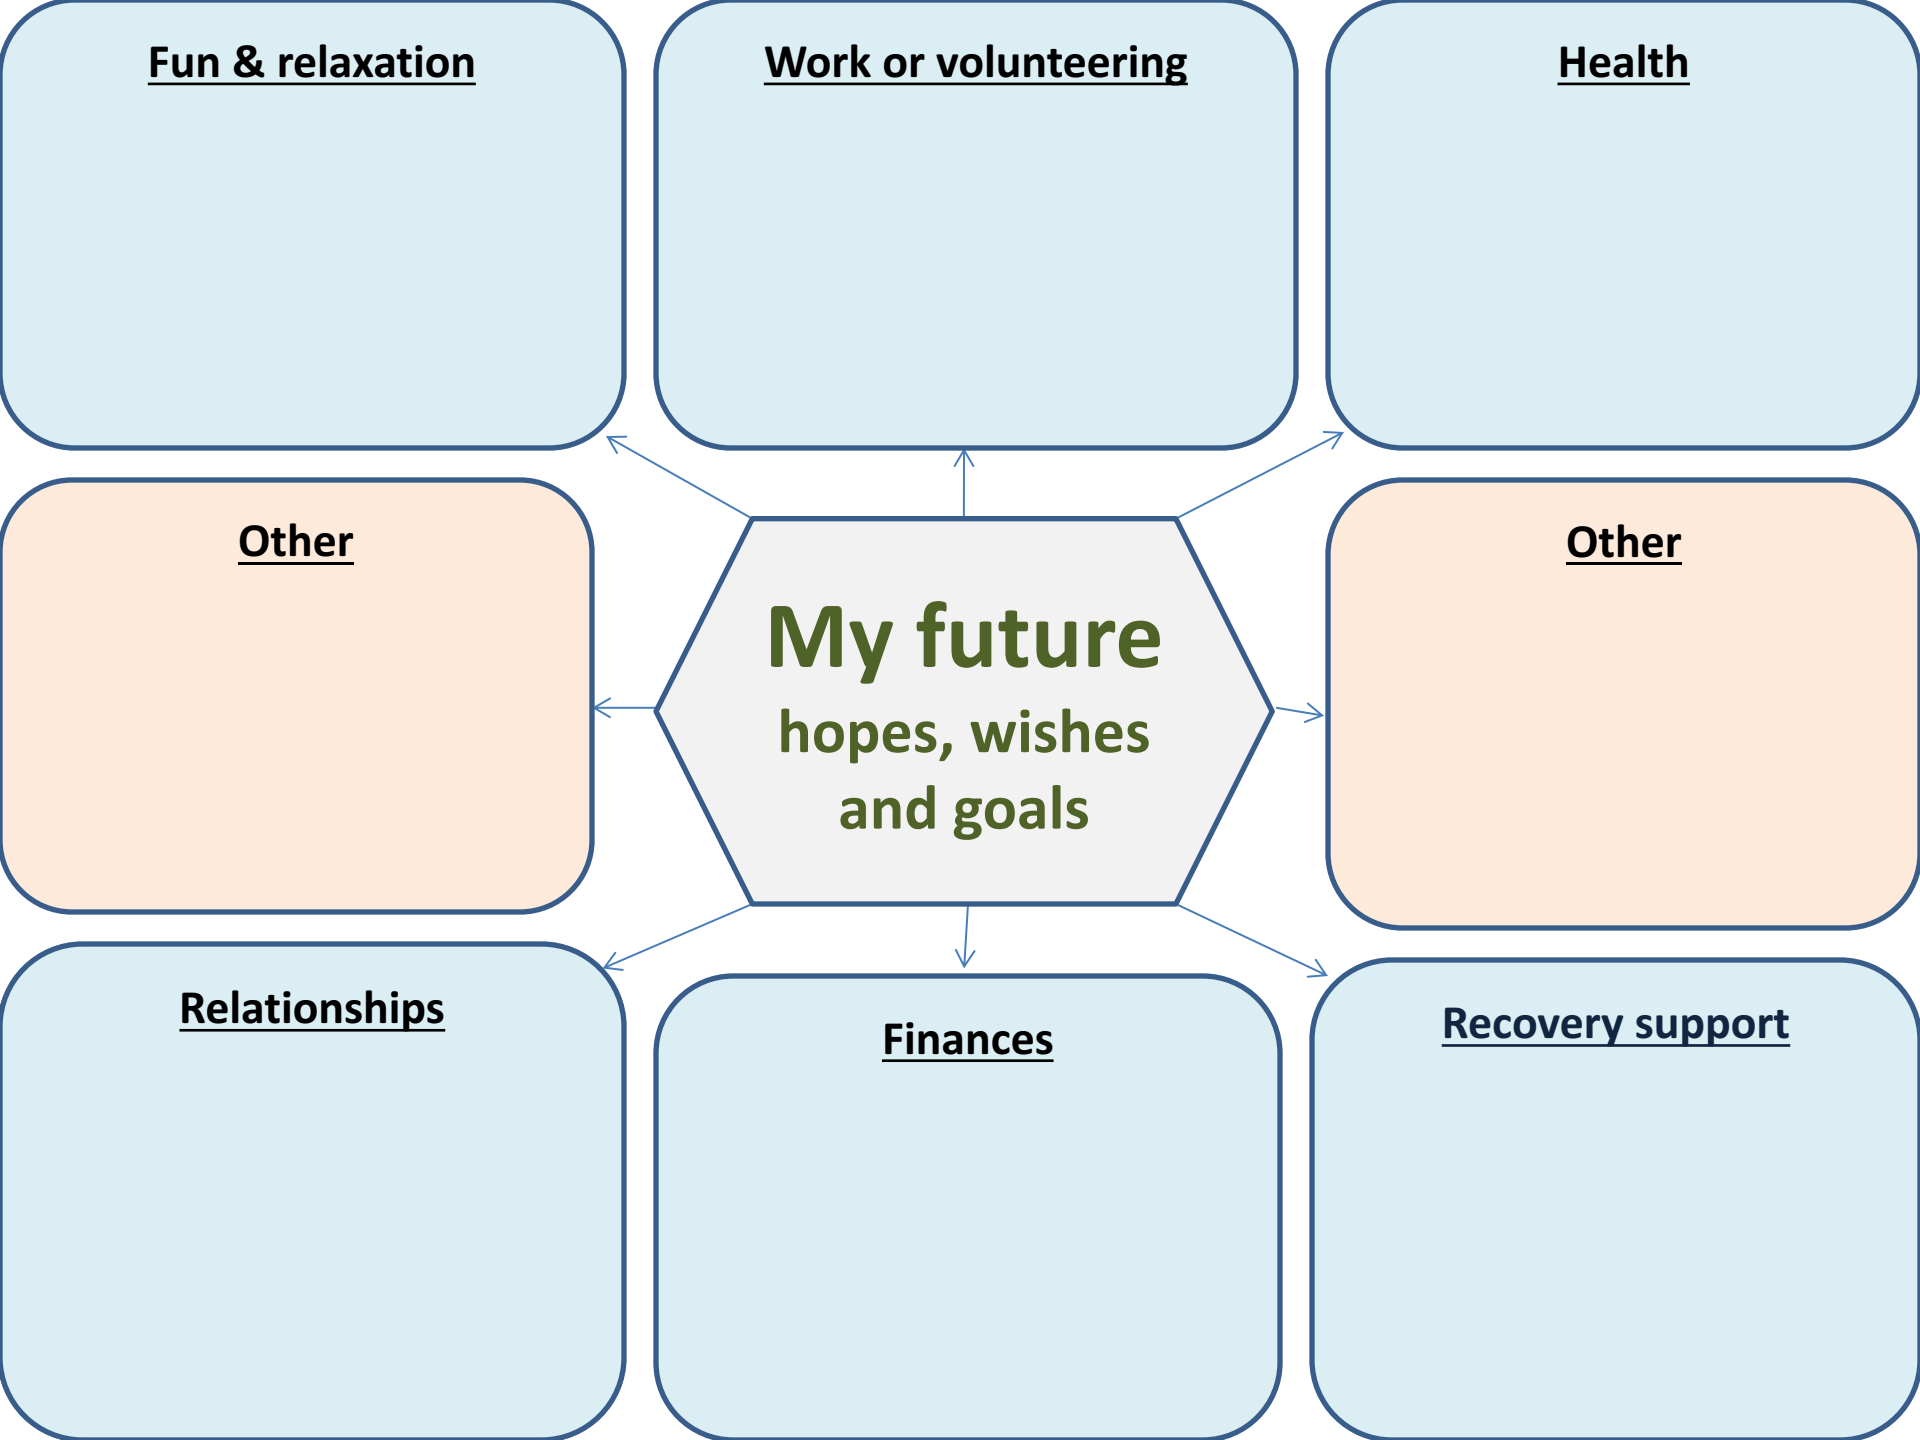 Fun & relaxation
Work or volunteering
Health
Other
My future
hopes, wishes
and goals
Other
Relationships
Finances
Recovery support